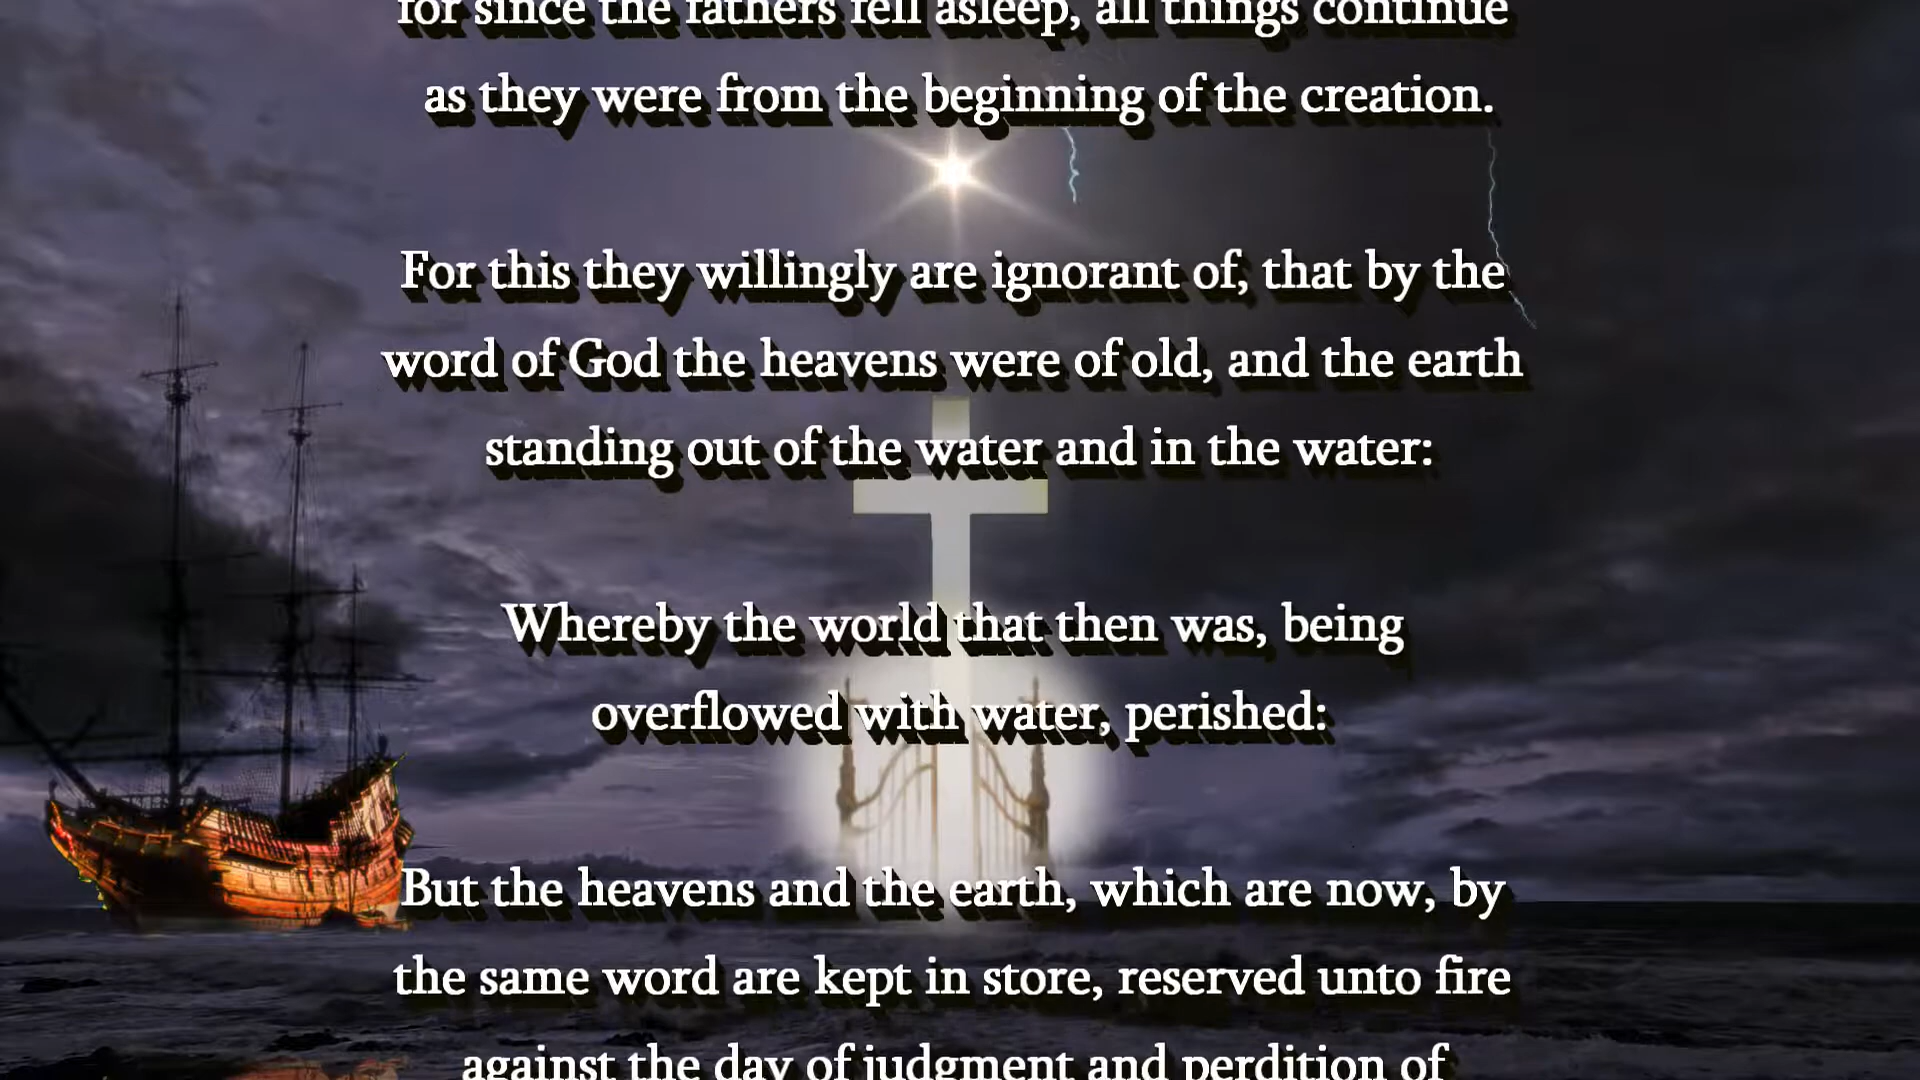 for since the fathers fell asleep, all things continue
as they were from the beginning of the creation.
For this they willingly are ignorant of, that by the
word of God the heavens were of old, and the earth
standing out of the water and in the water:
Whereby the world that then was, being
overflowed with water, perished:
But the heavens and the earth, which are now, by
the same word are kept in store, reserved unto fire
against the day of judgment and perdition of